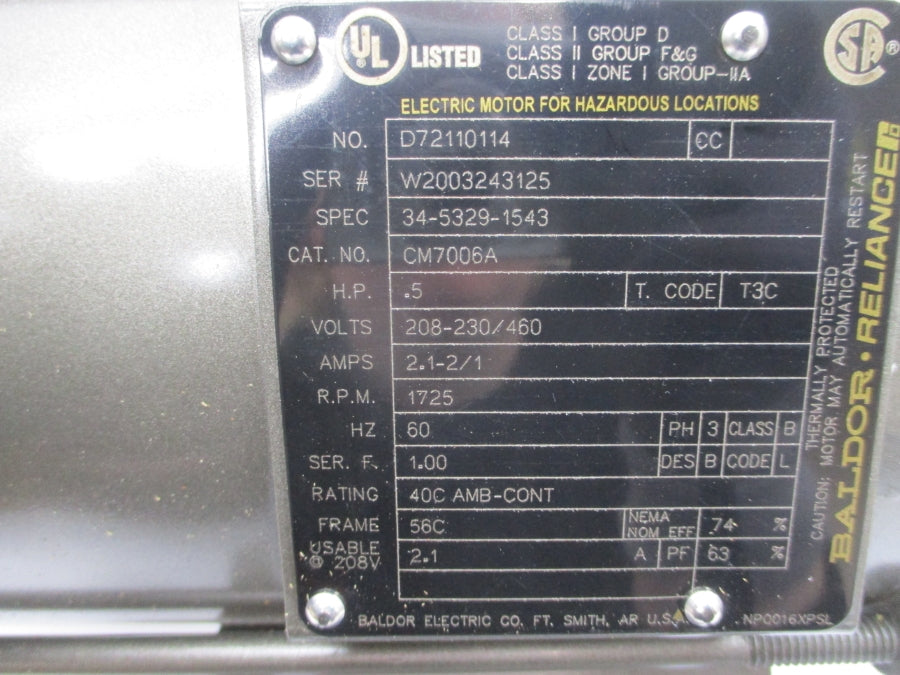 UL® LISTED
CLASS I GROUP D
CLASS II GROUP F&G
CLASS I ZONE I GROUP-IIA
SA®
ELECTRIC MOTOR FOR HAZARDOUS LOCATIONS
NO. D72110114 CC
SER # W2003243125
SPEC 34-5329-1543
CAT. NO. CM7006A
H.P. .5 T. CODE T3C
VOLTS 208-230/460
AMPS 2.1-2/1
R.P.M. 1725
HZ 60 PH 3 CLASS B
SER. F. 1.00 DES B CODE L
RATING 40C AMB-CONT
FRAME 56C NEMA NOM EFF 74 %
USABLE @ 208V 2.1 A PF 63 %
BALDOR ELECTRIC CO. FT. SMITH, AR U.S.A
NP0016XPSL
THERMALLY PROTECTED
CAUTION: MOTOR MAY AUTOMATICALLY RESTART
BALDOR • RELIANCE